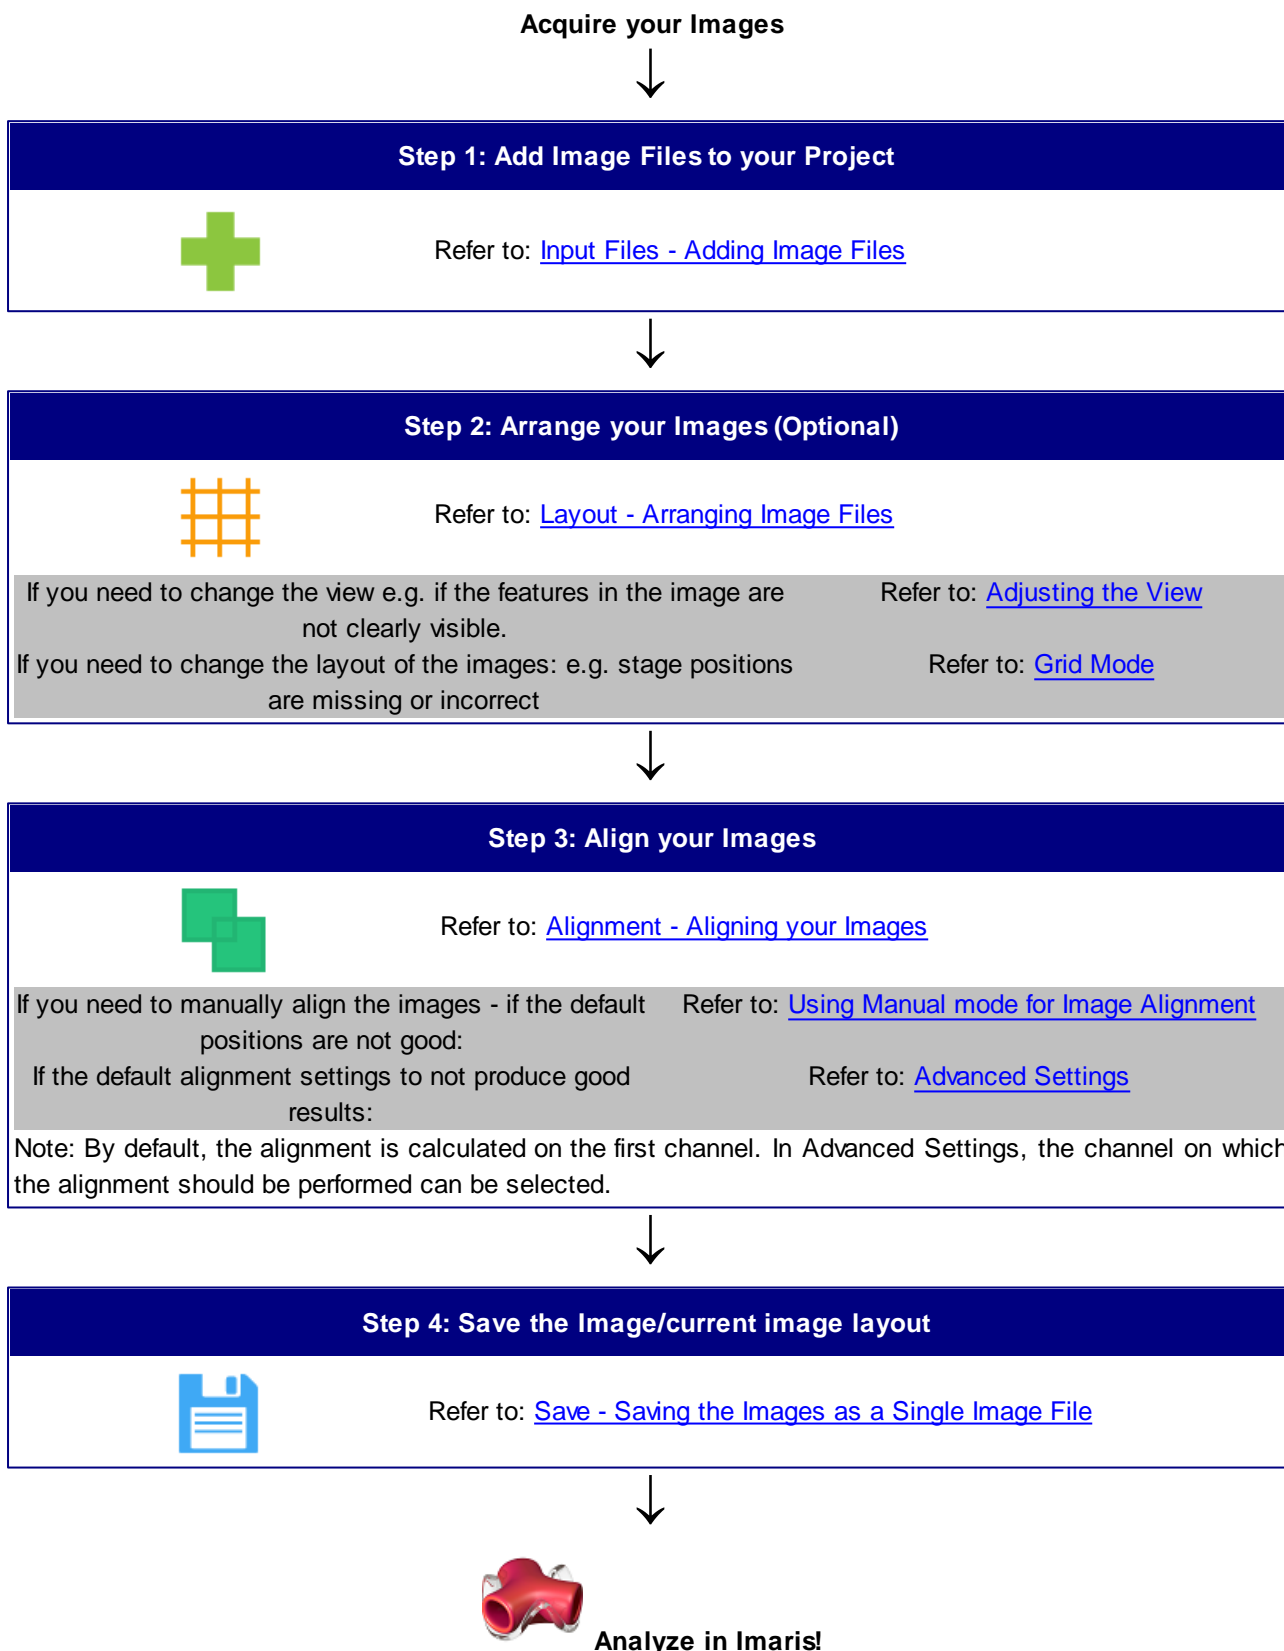 Acquire your Images
Step 1: Add Image Files to your Project
Refer to: Input Files - Adding Image Files
Step 2: Arrange your Images (Optional)
Refer to: Layout - Arranging Image Files
If you need to change the view e.g. if the features in the image are
not clearly visible.
Refer to: Adjusting the View
If you need to change the layout of the images: e.g. stage positions
are missing or incorrect
Refer to: Grid Mode
Step 3: Align your Images
Refer to: Alignment - Aligning your Images
If you need to manually align the images - if the default
positions are not good:
Refer to: Using Manual mode for Image Alignment
If the default alignment settings to not produce good
results:
Refer to: Advanced Settings
Note: By default, the alignment is calculated on the first channel. In Advanced Settings, the channel on which
the alignment should be performed can be selected.
Step 4: Save the Image/current image layout
Refer to: Save - Saving the Images as a Single Image File
Analyze in Imaris!